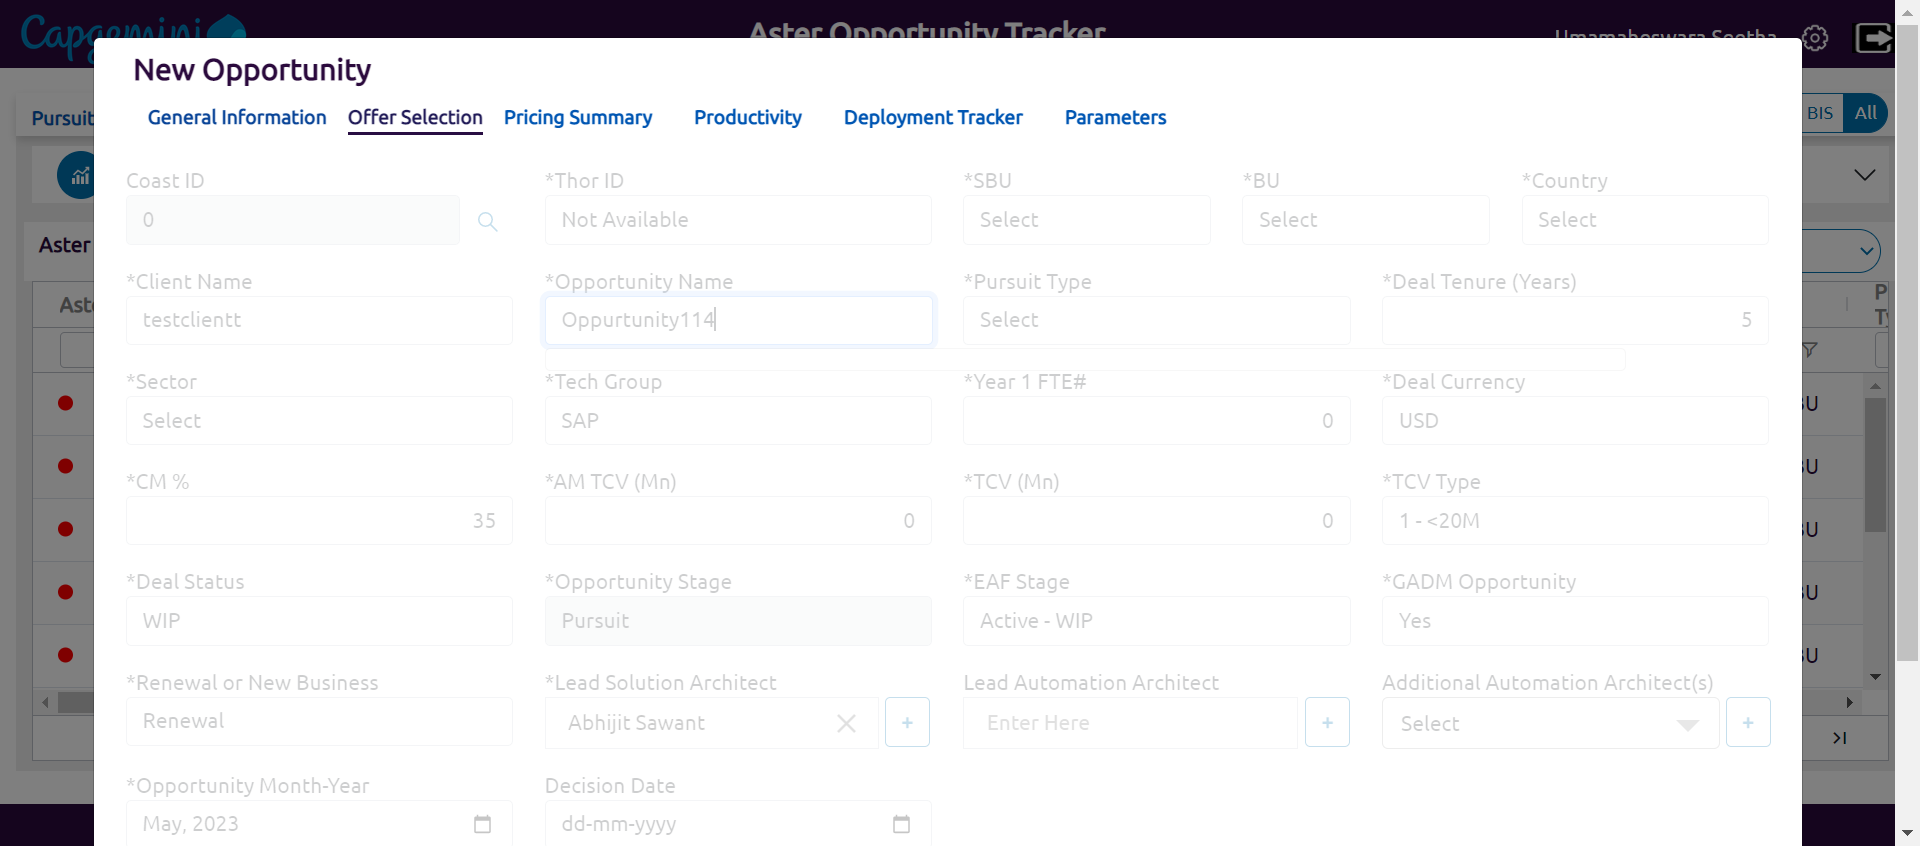 Capgemini
Aster Opportunity Tracker
Umamaheswara Seetha
New Opportunity
General Information Offer Selection Pricing Summary Productivity Deployment Tracker Parameters
Pursuit
BIS All
Coast ID *Thor ID *SBU *BU *Country
0 Not Available Select Select Select
Aster
*Client Name *Opportunity Name *Pursuit Type *Deal Tenure (Years)
testclientt Oppurtunity114 Select 5
*Sector *Tech Group *Year 1 FTE# *Deal Currency
Select SAP 0 USD
*CM % *AM TCV (Mn) *TCV (Mn) *TCV Type
35 0 0 1 - <20M
*Deal Status *Opportunity Stage *EAF Stage *GADM Opportunity
WIP Pursuit Active - WIP Yes
*Renewal or New Business *Lead Solution Architect Lead Automation Architect Additional Automation Architect(s)
Renewal Abhijit Sawant + Enter Here + Select +
*Opportunity Month-Year Decision Date
May, 2023 dd-mm-yyyy